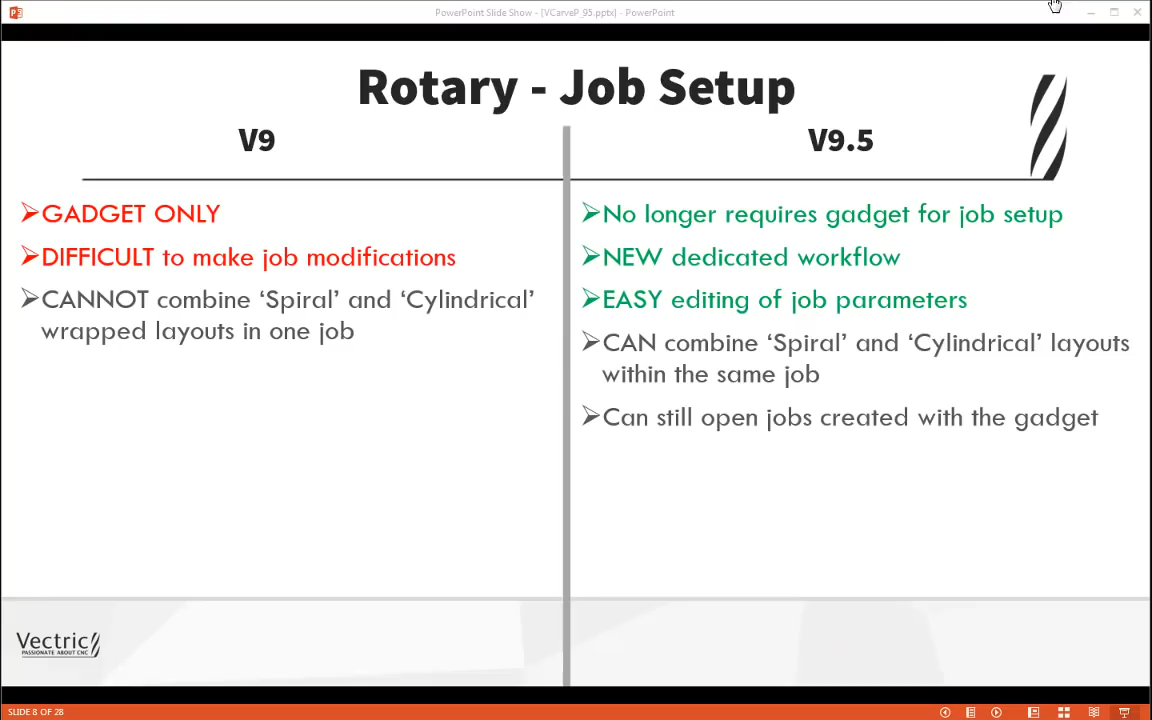 PowerPoint Slide Show - [VCarveP_95.pptx] - PowerPoint
Rotary - Job Setup
V9
GADGET ONLY
DIFFICULT to make job modifications
CANNOT combine ‘Spiral’ and ‘Cylindrical’
wrapped layouts in one job
V9.5
No longer requires gadget for job setup
NEW dedicated workflow
EASY editing of job parameters
CAN combine ‘Spiral’ and ‘Cylindrical’ layouts
within the same job
Can still open jobs created with the gadget
Vectric
PASSIONATE ABOUT CNC
SLIDE 8 OF 28